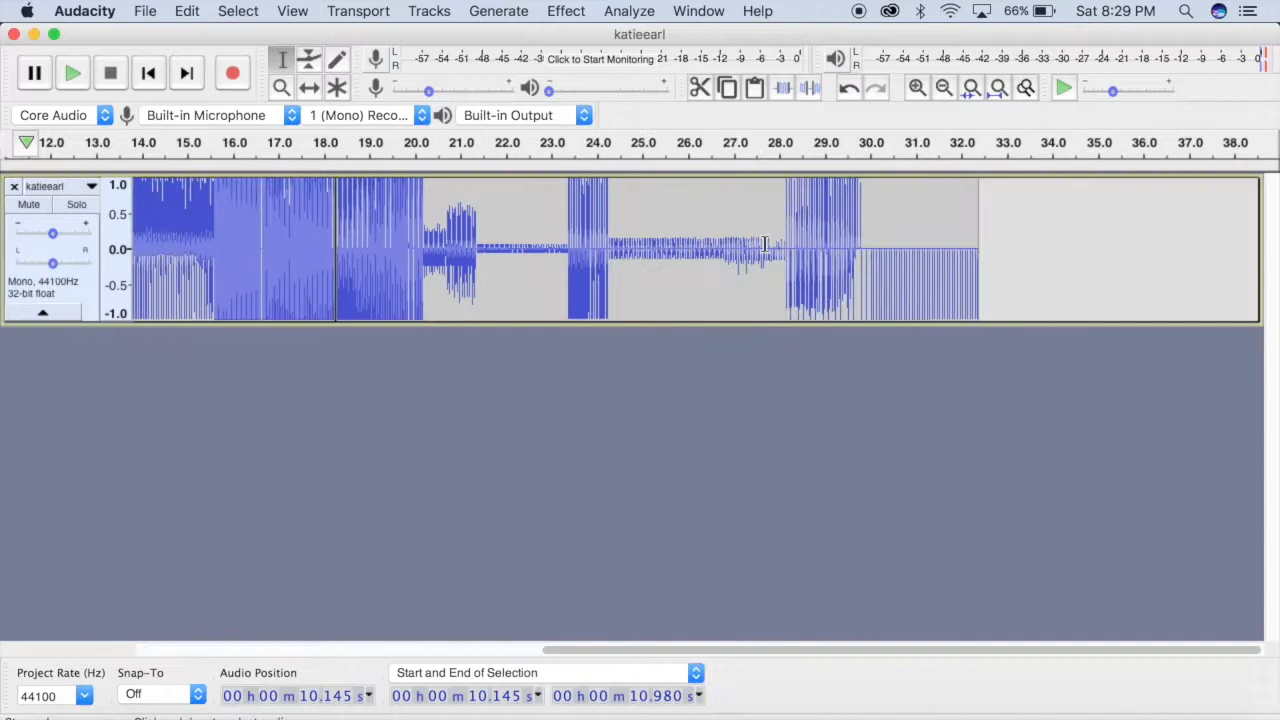 Audacity File Edit Select View Transport Tracks Generate Effect Analyze Window Help 66% Sat 8:29 PM
katieearl
L R -57 -54 -51 -48 -45 -42 -3 Click to Start Monitoring 21 -18 -15 -12 -9 -6 -3 0
L R -57 -54 -51 -48 -45 -42 -39 -36 -33 -30 -27 -24 -21 -18 -15 -12 -9 -6 -3 0
- + - +
- +
Core Audio Built-in Microphone 1 (Mono) Reco... Built-in Output
12.0 13.0 14.0 15.0 16.0 17.0 18.0 19.0 20.0 21.0 22.0 23.0 24.0 25.0 26.0 27.0 28.0 29.0 30.0 31.0 32.0 33.0 34.0 35.0 36.0 37.0 38.0
katieearl 1.0
Mute Solo
- + 0.5
L R 0.0
Mono, 44100Hz -0.5
32-bit float
-1.0
Project Rate (Hz) Snap-To Audio Position Start and End of Selection
44100 Off 00 h 00 m 10.145 s 00 h 00 m 10.145 s 00 h 00 m 10.980 s